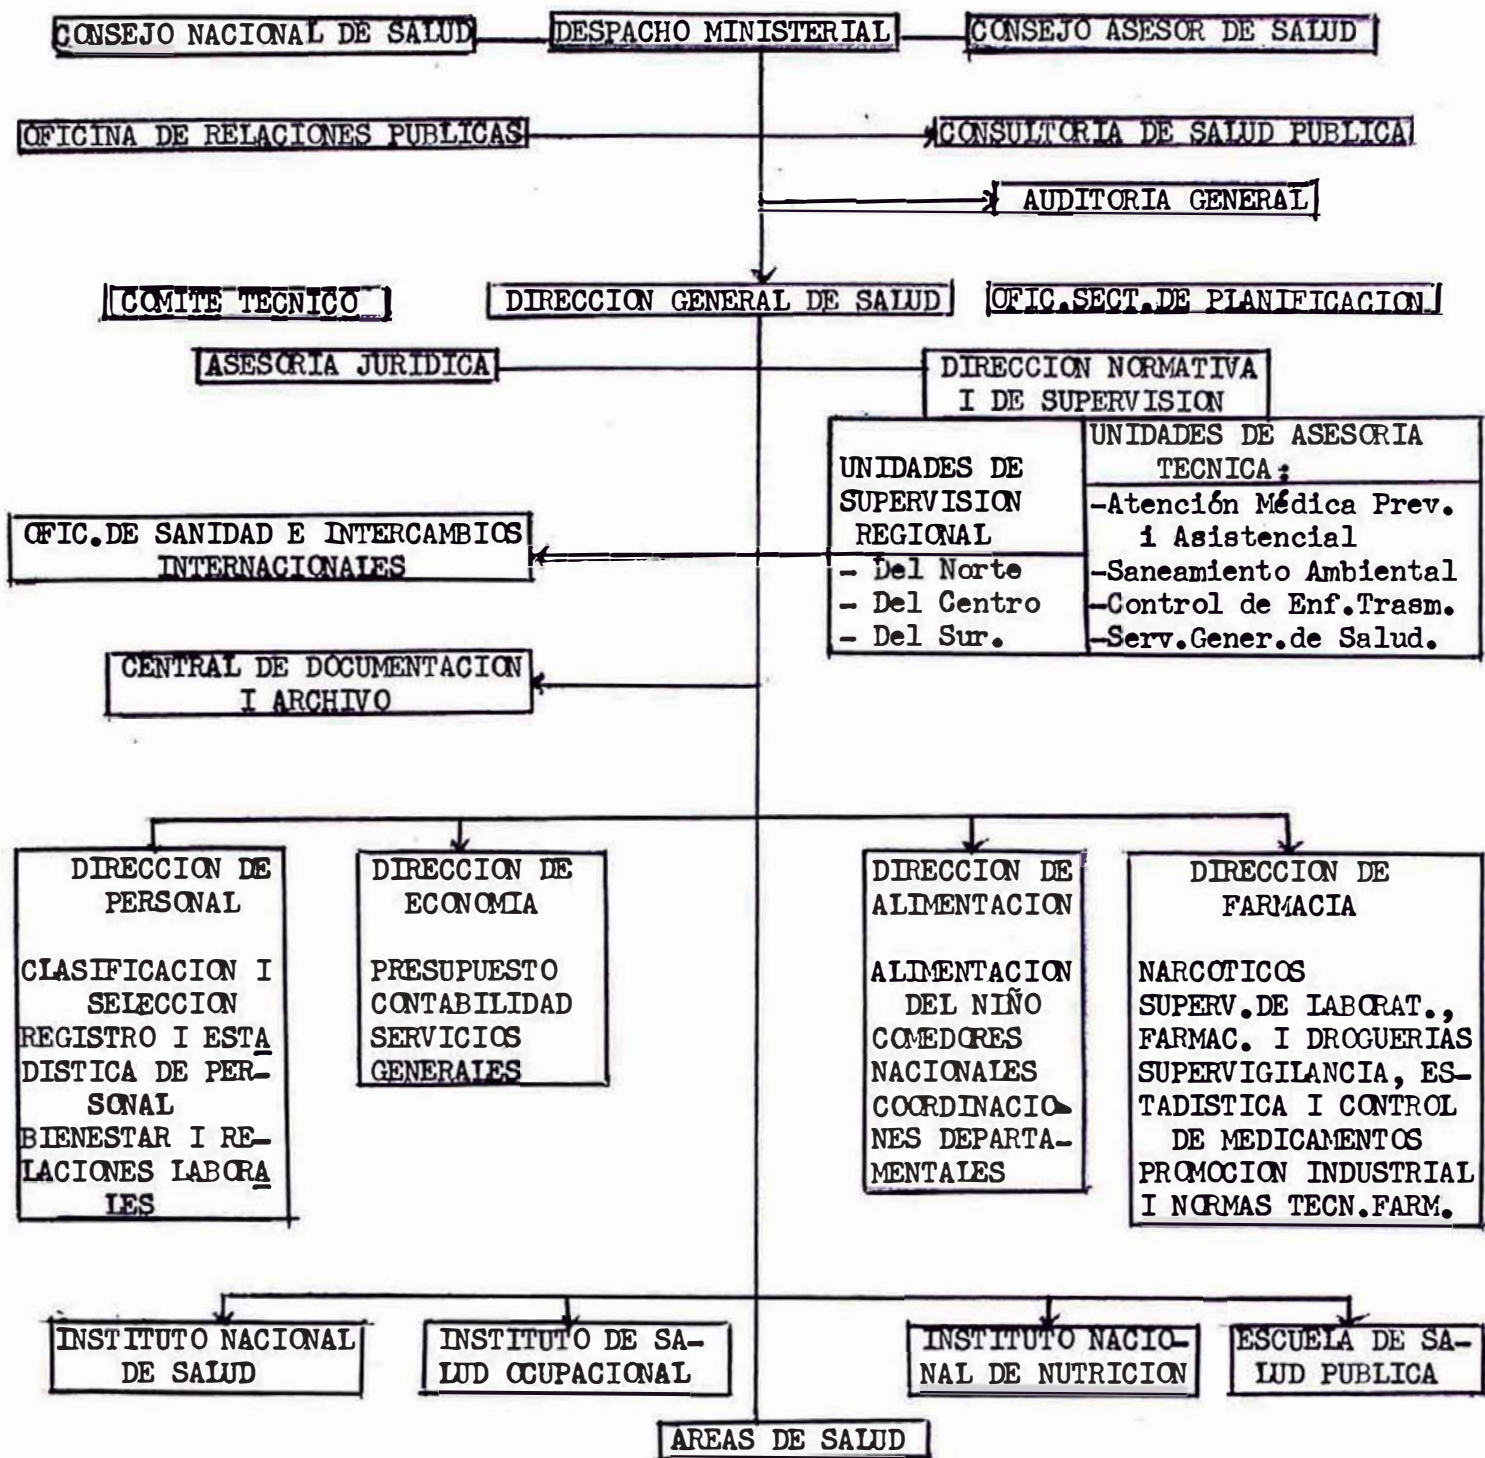 CONSEJO NACIONAL DE SALUD
DESPACHO MINISTERIAL
CONSEJO ASESOR DE SALUD
OFICINA DE RELACIONES PUBLICAS
CONSULTORIA DE SALUD PUBLICA
AUDITORIA GENERAL
COMITE TECNICO
DIRECCION GENERAL DE SALUD
OFIC.SECT.DE PLANIFICACION
ASESORIA JURIDICA
DIRECCION NORMATIVA
I DE SUPERVISION
UNIDADES DE
SUPERVISION
REGIONAL
- Del Norte
- Del Centro
- Del Sur.
UNIDADES DE ASESORIA
TECNICA:
-Atención Médica Prev.
i Asistencial
-Saneamiento Ambiental
-Control de Enf.Trasm.
-Serv.Gener.de Salud.
OFIC.DE SANIDAD E INTERCAMBIOS
INTERNACIONALES
CENTRAL DE DOCUMENTACION
I ARCHIVO
DIRECCION DE
PERSONAL
CLASIFICACION I
SELECCION
REGISTRO I ESTA
DISTICA DE PER-
SONAL
BIENESTAR I RE-
LACIONES LABORA
LES
DIRECCION DE
ECONOMIA
PRESUPUESTO
CONTABILIDAD
SERVICIOS
GENERALES
DIRECCION DE
ALIMENTACION
ALIMENTACION
DEL NIÑO
COMEDORES
NACIONALES
COORDINACIO-
NES DEPARTA-
MENTALES
DIRECCION DE
FARMACIA
NARCOTICOS
SUPERV.DE LABORAT.,
FARMAC. I DROGUERIAS
SUPERVIGILANCIA, ES-
TADISTICA I CONTROL
DE MEDICAMENTOS
PROMOCION INDUSTRIAL
I NORMAS TECN.FARM.
INSTITUTO NACIONAL
DE SALUD
INSTITUTO DE SA-
LUD OCUPACIONAL
INSTITUTO NACIO-
NAL DE NUTRICION
ESCUELA DE SA-
LUD PUBLICA
AREAS DE SALUD